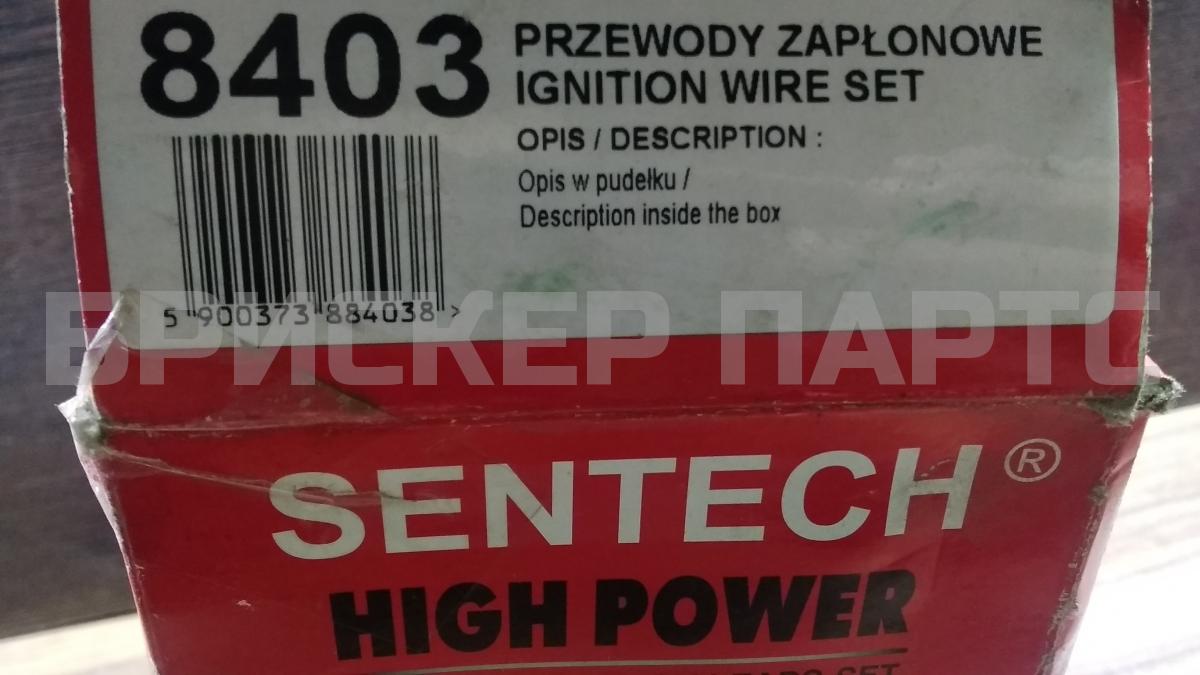 8403
PRZEWODY ZAPŁONOWE
IGNITION WIRE SET
OPIS / DESCRIPTION :
Opis w pudełku /
Description inside the box
5 900373 884038 >
БРИСКЕР ПАРТС
SENTECH ®
HIGH POWER
SET